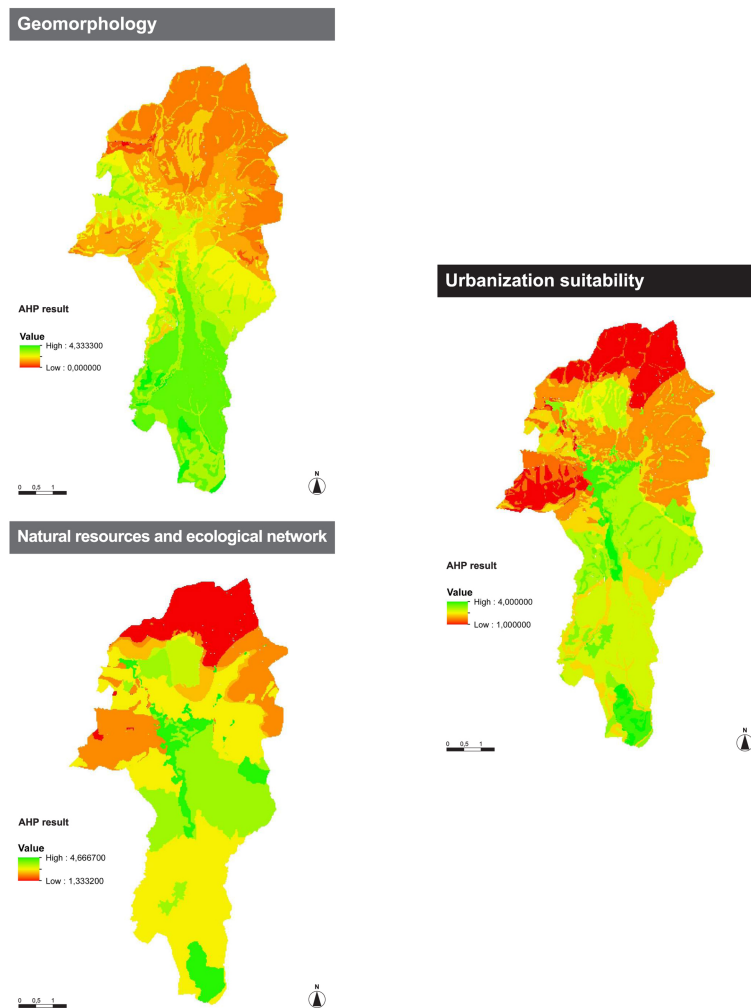 Geomorphology
AHP result
Value
High : 4,333300
Low : 0,000000
0 0,5 1
N
Natural resources and ecological network
AHP result
Value
High : 4,666700
Low : 1,333200
0 0,5 1
N
Urbanization suitability
AHP result
Value
High : 4,000000
Low : 1,000000
0 0,5 1
N